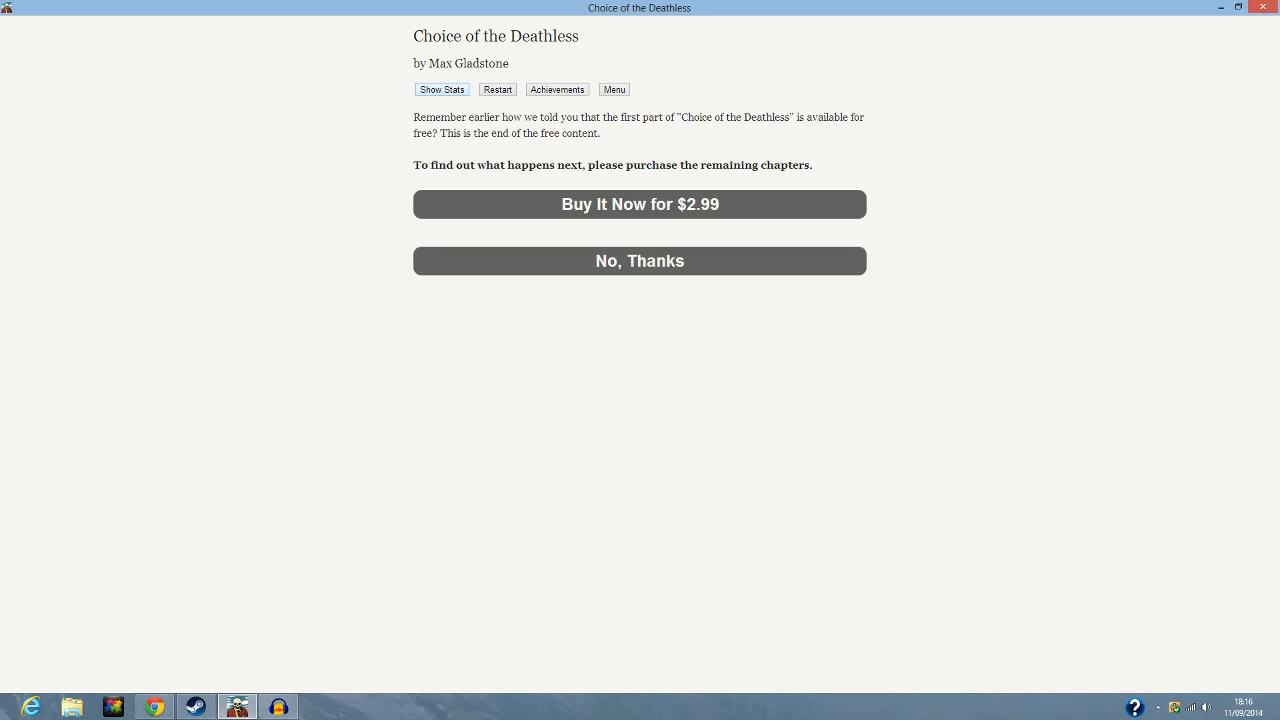 Choice of the Deathless
Choice of the Deathless
by Max Gladstone
Show Stats Restart Achievements Menu
Remember earlier how we told you that the first part of "Choice of the Deathless" is available for
free? This is the end of the free content.
To find out what happens next, please purchase the remaining chapters.
Buy It Now for $2.99
No, Thanks
18:16
11/09/2014